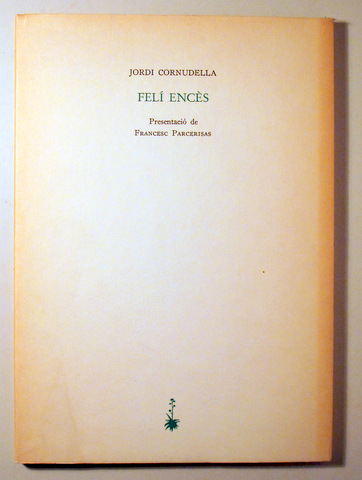 JORDI CORNUDELLA
FELÍ ENCÈS
Presentació de
FRANCESC PARCERISAS